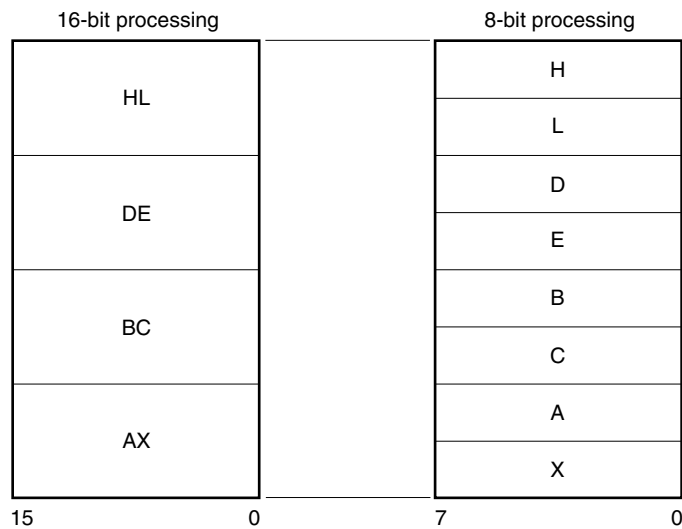 16-bit processing
8-bit processing
HL
DE
BC
AX
H
L
D
E
B
C
A
X
15 0 7 0